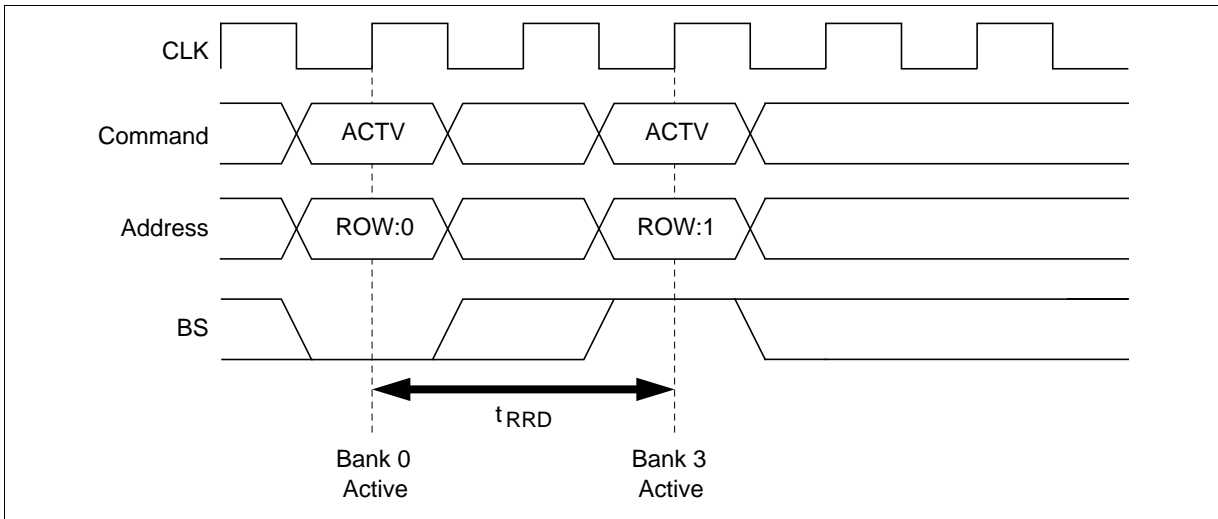 CLK
Command
ACTV
ACTV
Address
ROW:0
ROW:1
BS
tRRD
Bank 0
Active
Bank 3
Active